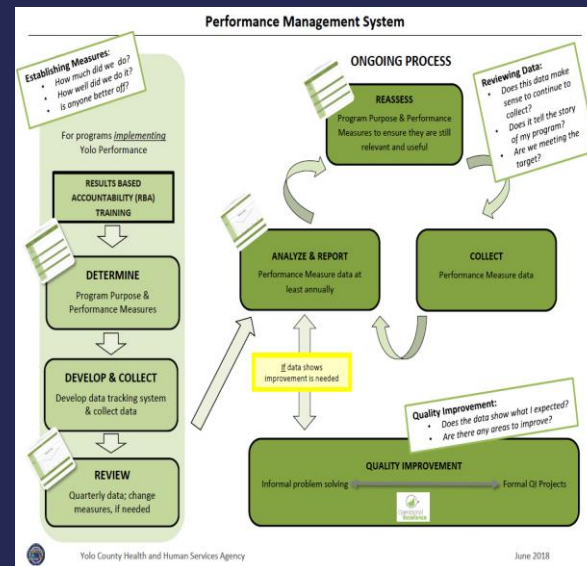 Performance Management System
Establishing Measures:
• How much did we do?
• How well did we do it?
• Is anyone better off?
For programs implementing
Yolo Performance
RESULTS BASED
ACCOUNTABILITY (RBA)
TRAINING
DETERMINE
Program Purpose &
Performance Measures
DEVELOP & COLLECT
Develop data tracking system
& collect data
REVIEW
Quarterly data; change
measures, if needed
ONGOING PROCESS
REASSESS
Program Purpose & Performance
Measures to ensure they are still
relevant and useful
Reviewing Data:
• Does this data make
sense to continue to
collect?
• Does it tell the story
of my program?
• Are we meeting the
target?
ANALYZE & REPORT
Performance Measure data at
least annually
COLLECT
Performance Measure data
If data shows
improvement is needed
Quality Improvement:
• Does the data show what I expected?
• Are there any areas to improve?
QUALITY IMPROVEMENT
Informal problem solving
Formal QI Projects
Operational
Excellence
Yolo County Health and Human Services Agency
June 2018